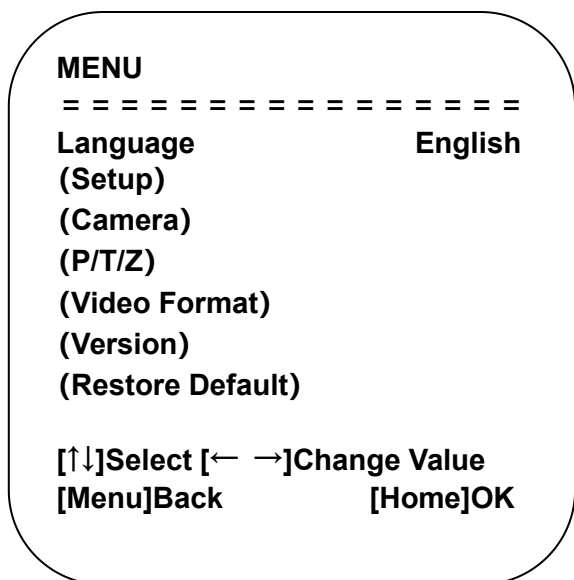 MENU
= = = = = = = = = = = = = = = =
Language English
(Setup)
(Camera)
(P/T/Z)
(Video Format)
(Version)
(Restore Default)
[↑↓]Select [← →]Change Value
[Menu]Back [Home]OK